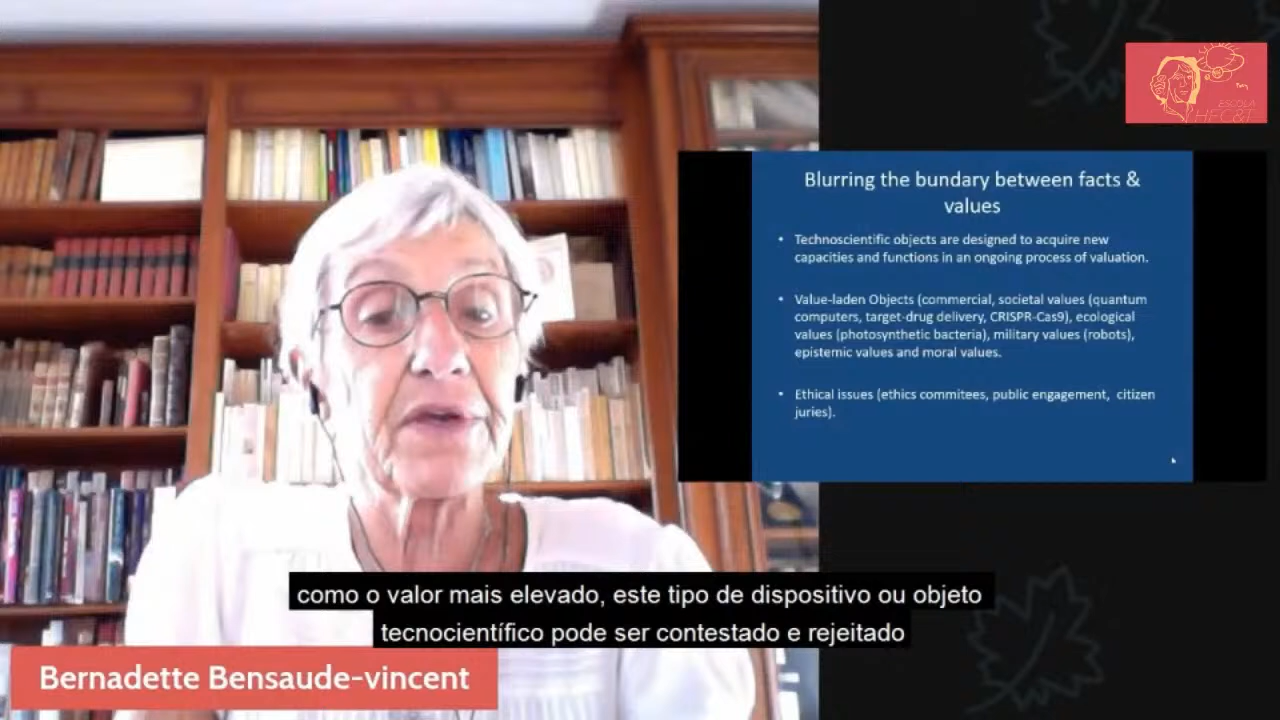 ESCOLA
HFC&T
Blurring the bundary between facts &
values
• Technoscientific objects are designed to acquire new
capacities and functions in an ongoing process of valuation.
• Value-laden Objects (commercial, societal values (quantum
computers, target-drug delivery, CRISPR-Cas9), ecological
values (photosynthetic bacteria), military values (robots),
epistemic values and moral values.
• Ethical issues (ethics commitees, public engagement, citizen
juries).
como o valor mais elevado, este tipo de dispositivo ou objeto
tecnocientífico pode ser contestado e rejeitado
Bernadette Bensaude-vincent